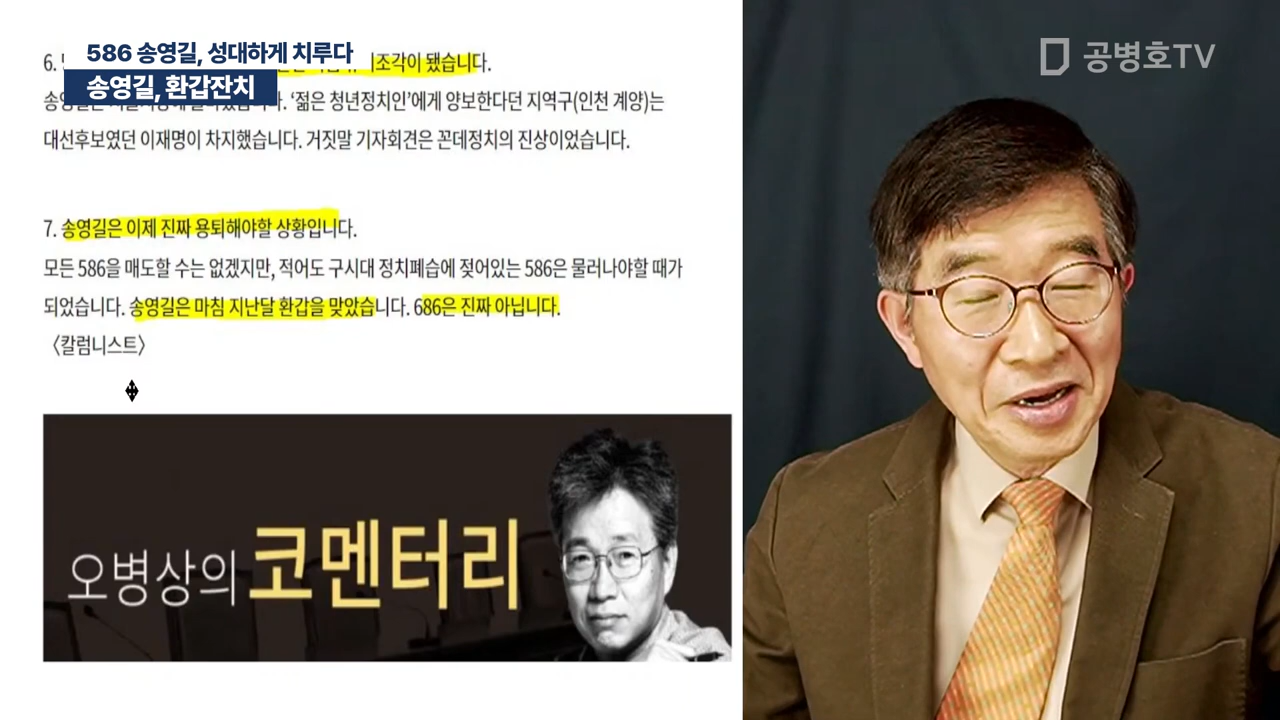 586 송영길, 성대하게 치루다
송영길, 환갑잔치
공병호TV
6. 조각이 됐습니다.
'젊은 청년정치인'에게 양보한다던 지역구(인천 계양)는
대선후보였던 이재명이 차지했습니다. 거짓말 기자회견은 꼰데정치의 진상이었습니다.
7. 송영길은 이제 진짜 용퇴해야할 상황입니다.
모든 586을 매도할 수는 없겠지만, 적어도 구시대 정치폐습에 젖어있는 586은 물러나야할 때가
되었습니다. 송영길은 마침 지난달 환갑을 맞았습니다. 686은 진짜 아닙니다.
〈칼럼니스트〉
오병상의 코멘터리